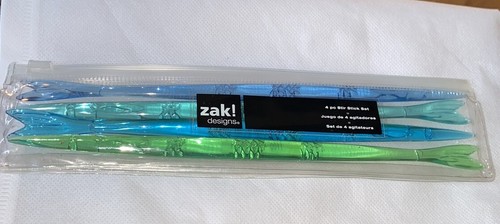 zak!
designs®
4 pc Stir Stick Set
Juego de 4 agitadores
Set de 4 agitateurs